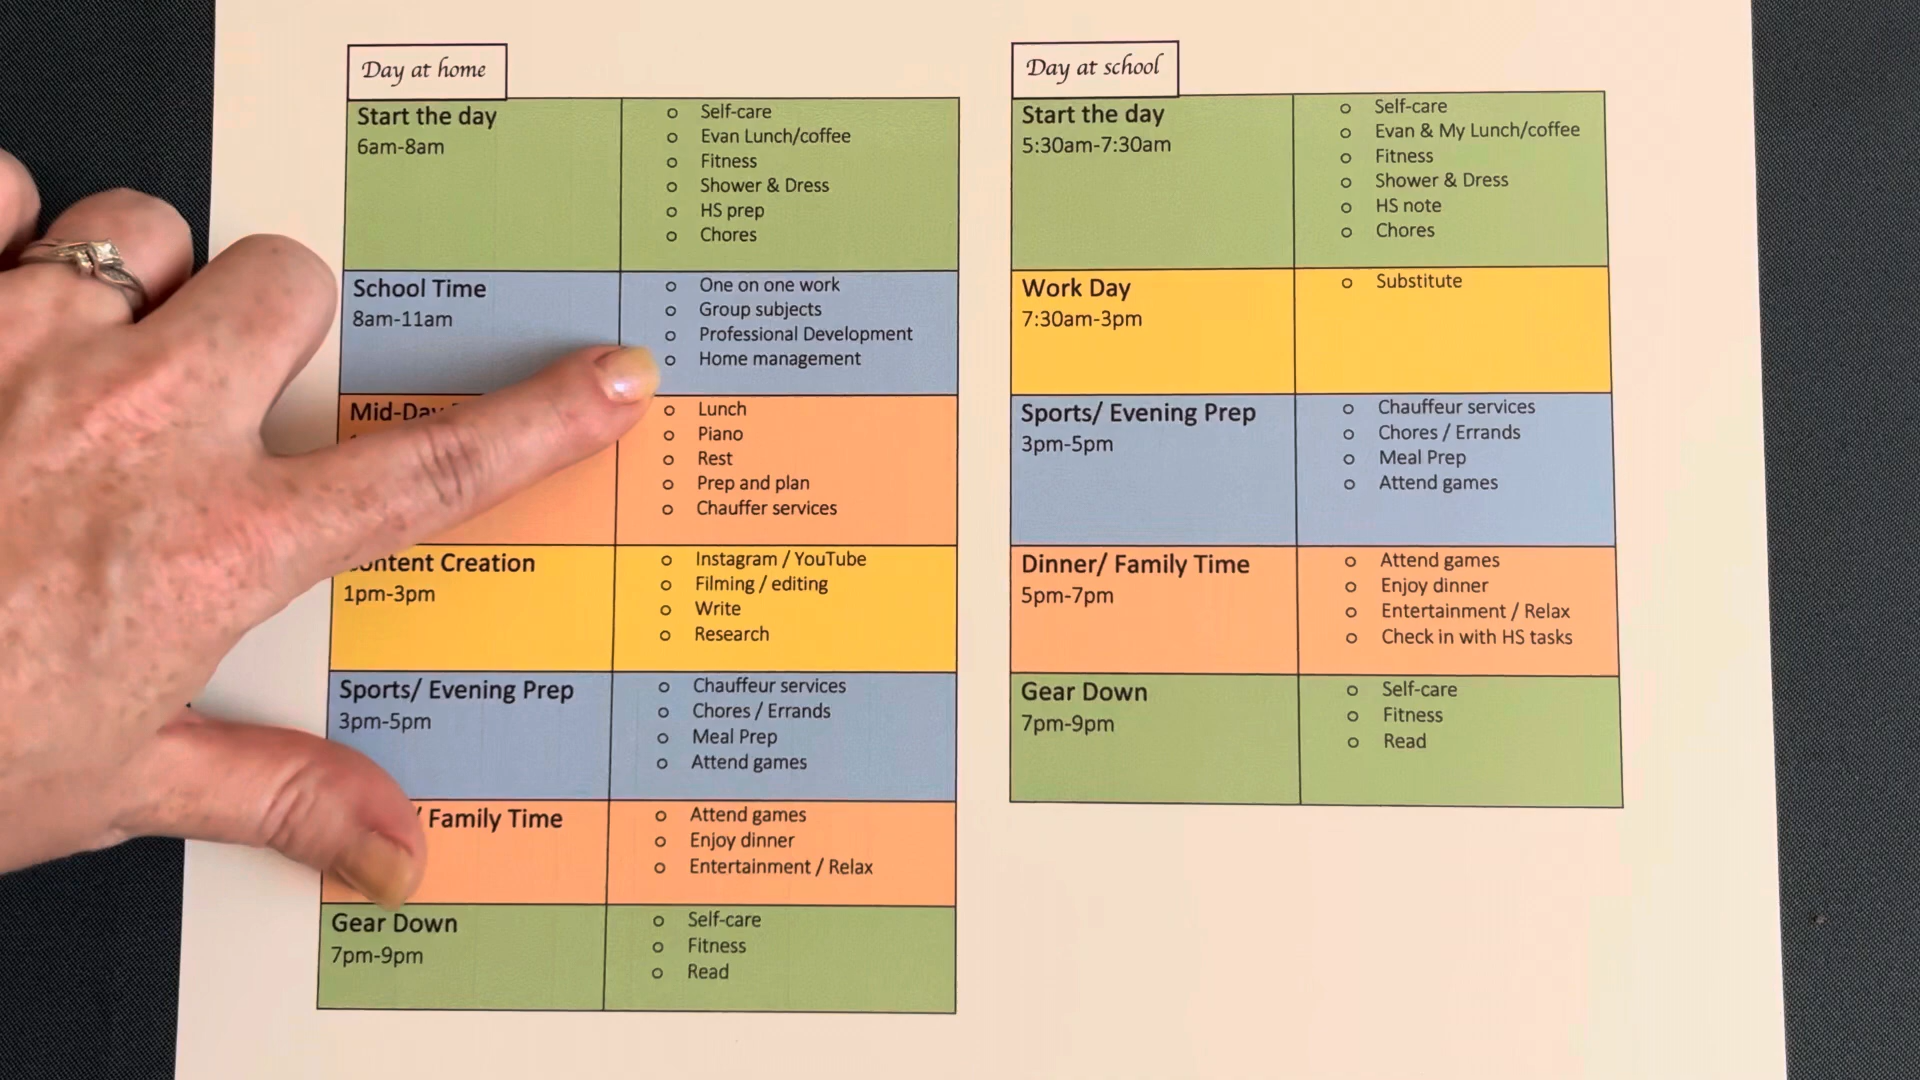 Day at home
Start the day
6am-8am
o Self-care
o Evan Lunch/coffee
o Fitness
o Shower & Dress
o HS prep
o Chores
School Time
8am-11am
o One on one work
o Group subjects
o Professional Development
o Home management
Mid-Day
o Lunch
o Piano
o Rest
o Prep and plan
o Chauffer services
Content Creation
1pm-3pm
o Instagram / YouTube
o Filming / editing
o Write
o Research
Sports/ Evening Prep
3pm-5pm
o Chauffeur services
o Chores / Errands
o Meal Prep
o Attend games
/ Family Time
o Attend games
o Enjoy dinner
o Entertainment / Relax
Gear Down
7pm-9pm
o Self-care
o Fitness
o Read
Day at school
Start the day
5:30am-7:30am
o Self-care
o Evan & My Lunch/coffee
o Fitness
o Shower & Dress
o HS note
o Chores
Work Day
7:30am-3pm
o Substitute
Sports/ Evening Prep
3pm-5pm
o Chauffeur services
o Chores / Errands
o Meal Prep
o Attend games
Dinner/ Family Time
5pm-7pm
o Attend games
o Enjoy dinner
o Entertainment / Relax
o Check in with HS tasks
Gear Down
7pm-9pm
o Self-care
o Fitness
o Read